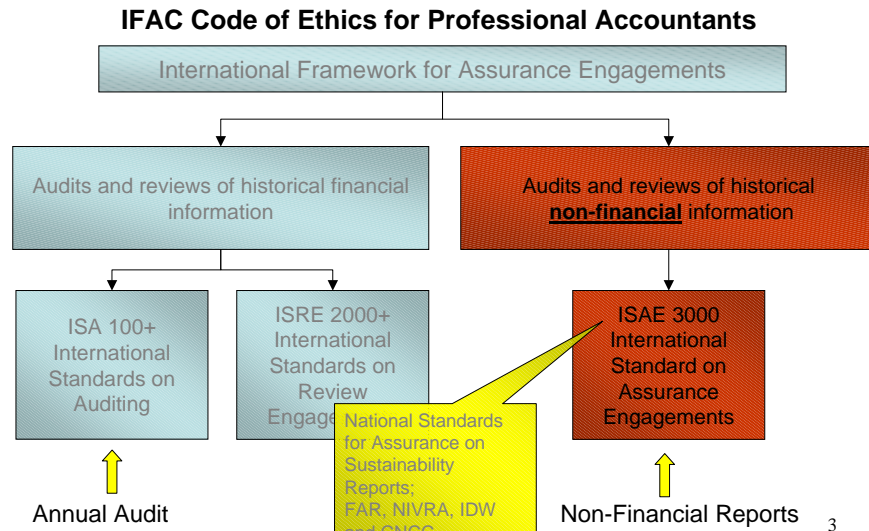 IFAC Code of Ethics for Professional Accountants
International Framework for Assurance Engagements
Audits and reviews of historical financial
information
Audits and reviews of historical
non-financial information
ISA 100+
International
Standards on
Auditing
ISRE 2000+
International
Standards on
Review
ISAE 3000
International
Standard on
Assurance
Engagements
National Standards
for Assurance on
Sustainability
Reports;
FAR, NIVRA, IDW
Annual Audit
Non-Financial Reports
3